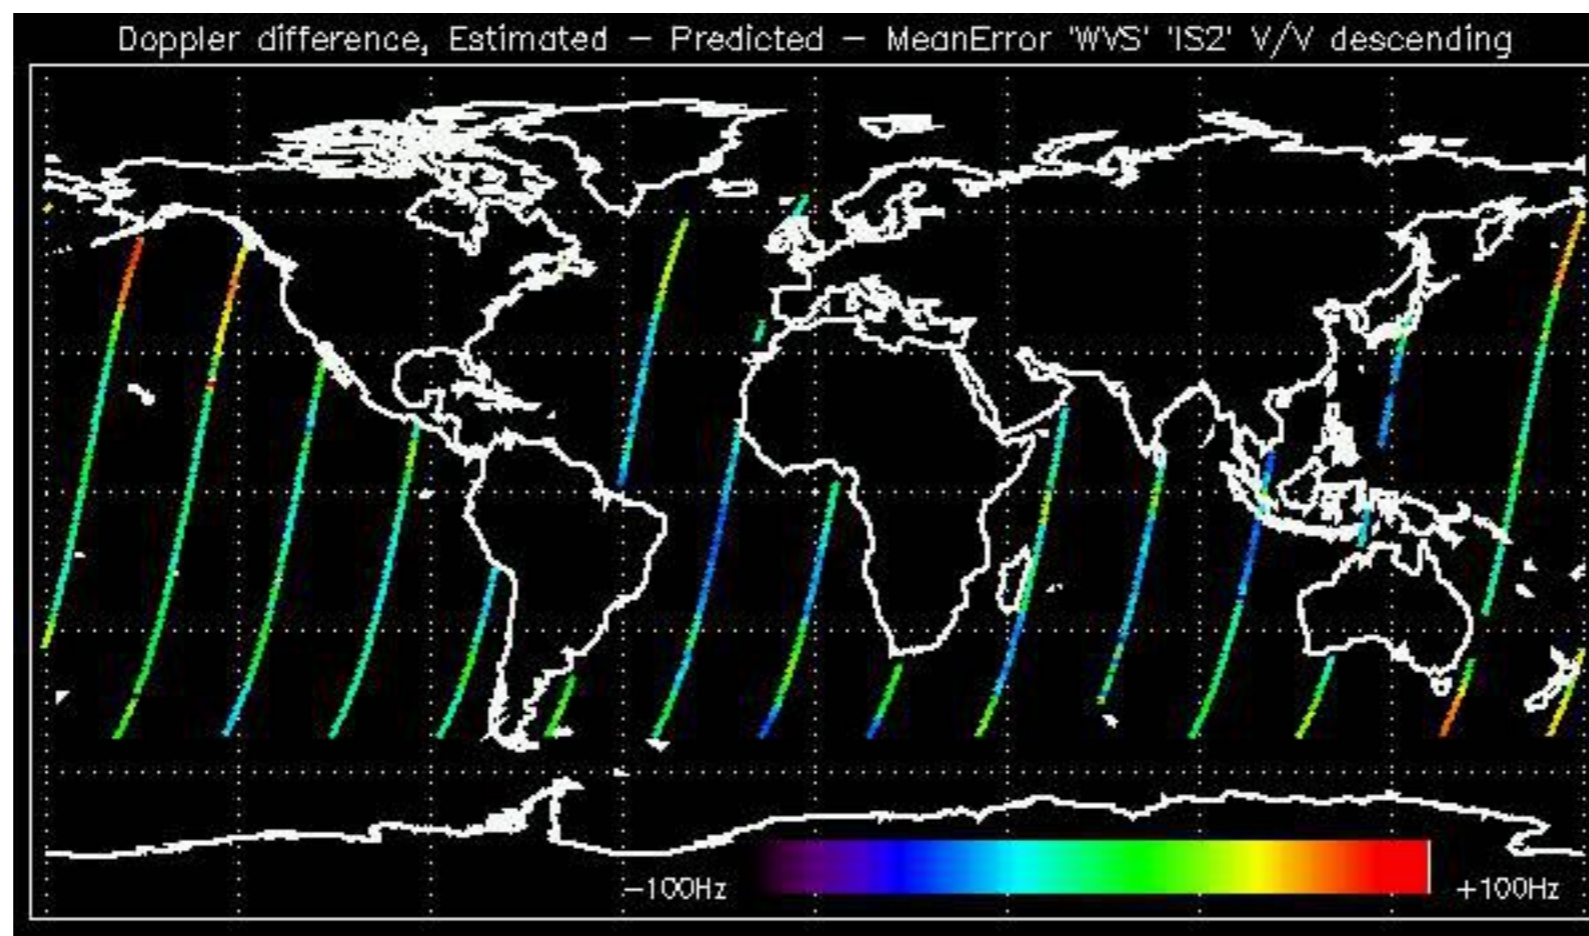 Doppler difference, Estimated − Predicted − MeanError 'WVS' 'IS2' V/V descending
−100Hz
+100Hz